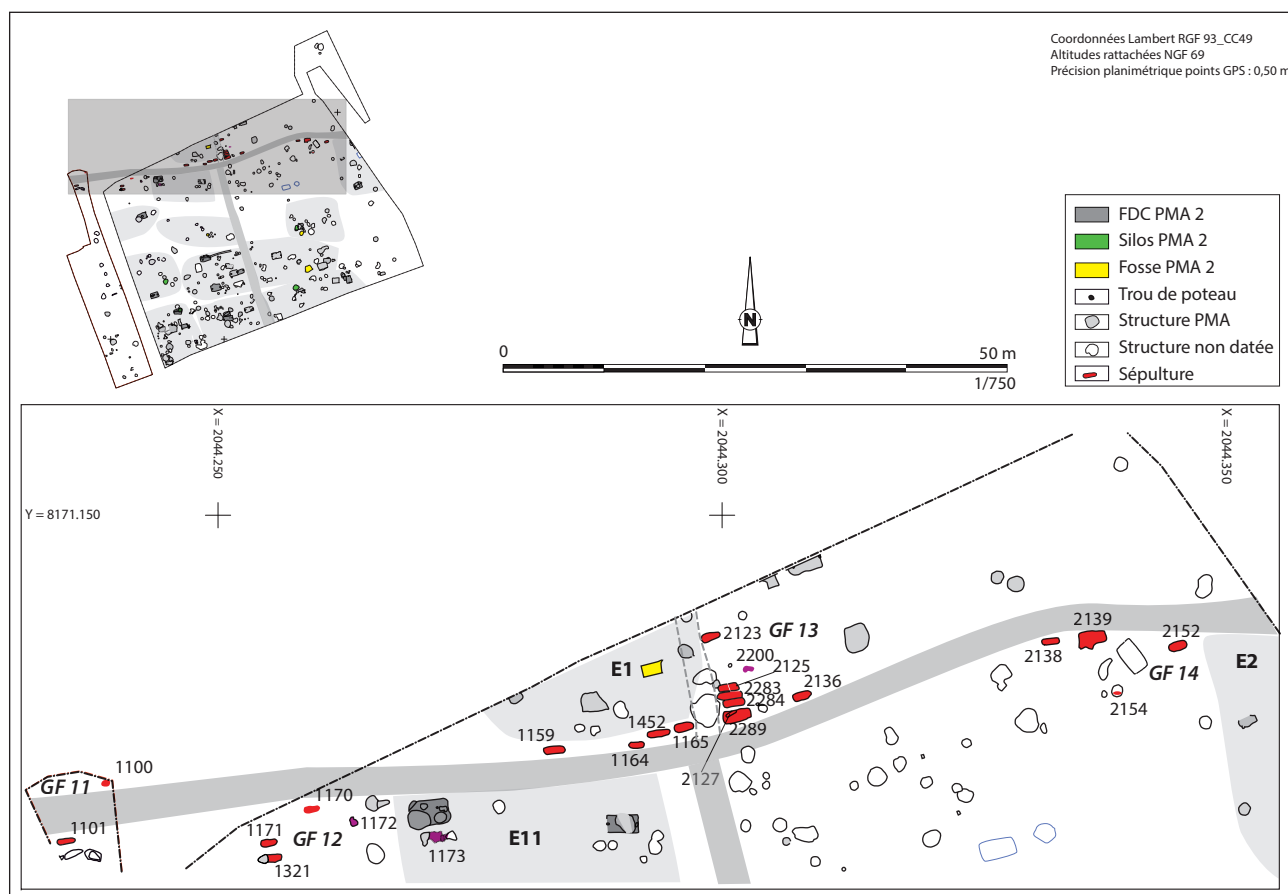 Coordonnées Lambert RGF 93_CC49
Altitudes rattachées NGF 69
Précision planimétrique points GPS : 0,50 m
FDC PMA 2
Silos PMA 2
Fosse PMA 2
Trou de poteau
Structure PMA
Structure non datée
Sépulture
N
0
50 m
1/750
X = 2044.250
X = 2044.300
X = 2044.350
Y = 8171.150
2123
GF 13
2139
2200
2125
2138
2152
E1
2283
2136
GF 14
E2
2284
2154
1452
1159
2289
1164
1165
2127
1100
GF 11
1170
1172
1101
1171
GF 12
E11
1173
1321